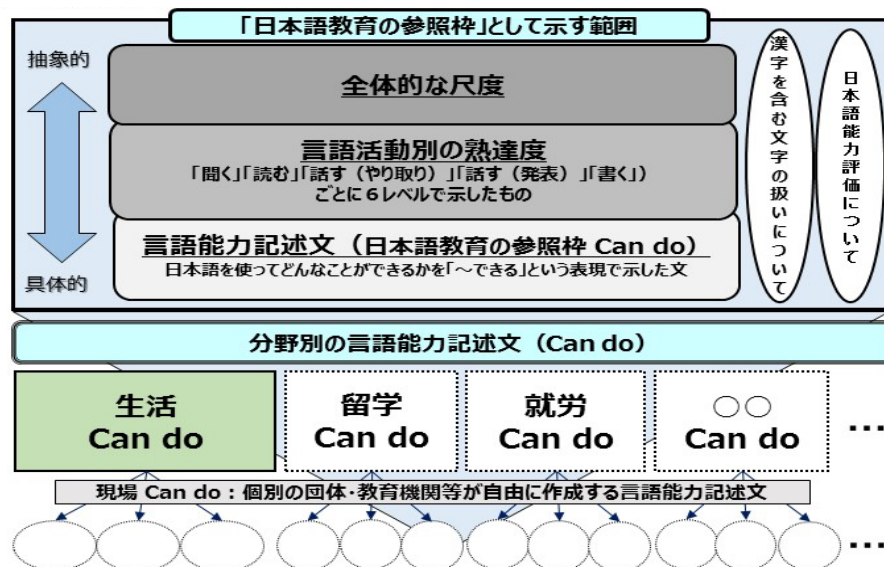 「日本語教育の参照枠」として示す範囲
抽象的
具体的
全体的な尺度
言語活動別の熟達度
「聞く」「読む」「話す(やり取り)」「話す(発表)」「書く」)
ごとに6レベルで示したもの
言語能力記述文(日本語教育の参照枠 Can do)
日本語を使ってどんなことができるかを「～できる」という表現で示した文
漢字を含む文字の扱いについて
日本語能力評価について
分野別の言語能力記述文(Can do)
生活
Can do
留学
Can do
就労
Can do
○○
Can do
…
現場 Can do：個別の団体・教育機関等が自由に作成する言語能力記述文
…